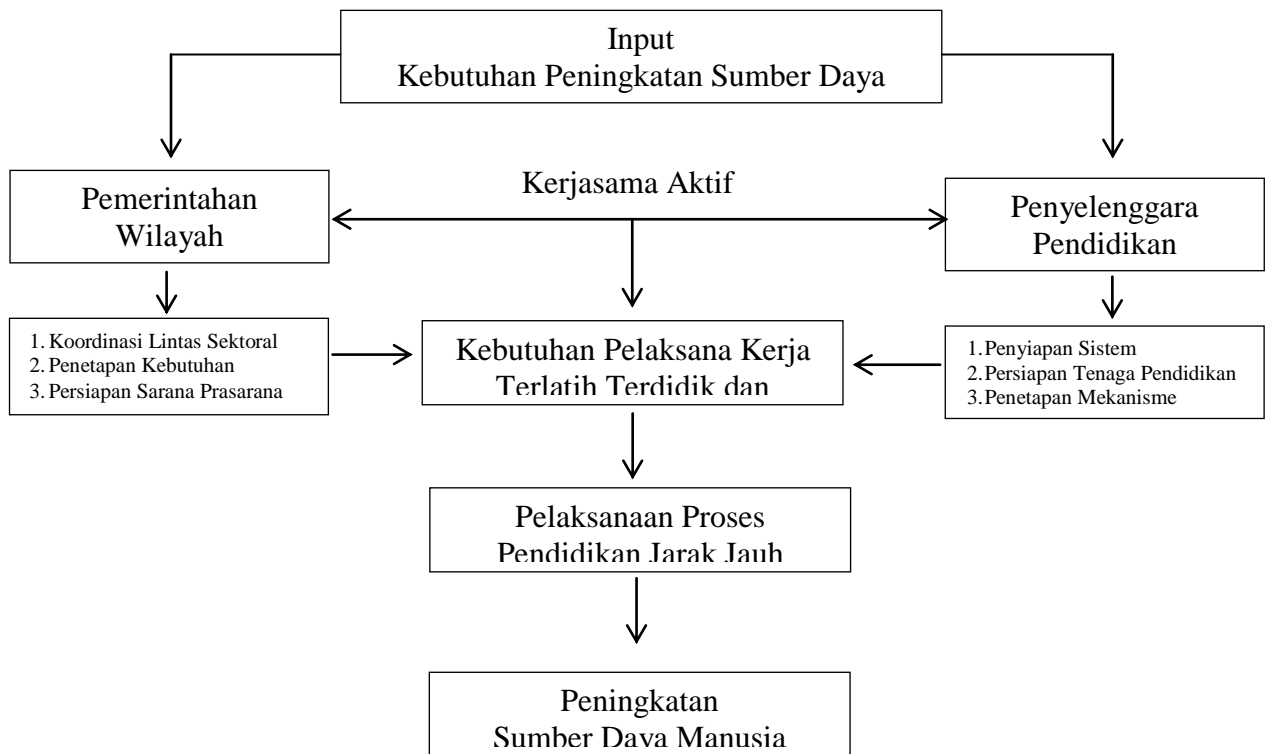 Input
Kebutuhan Peningkatan Sumber Daya
Kerjasama Aktif
Pemerintahan
Wilayah
Penyelenggara
Pendidikan
1. Koordinasi Lintas Sektoral
2. Penetapan Kebutuhan
3. Persiapan Sarana Prasarana
Kebutuhan Pelaksana Kerja
Terlatih Terdidik dan
1. Penyiapan Sistem
2. Persiapan Tenaga Pendidikan
3. Penetapan Mekanisme
Pelaksanaan Proses
Pendidikan Jarak Jauh
Peningkatan
Sumber Daya Manusia